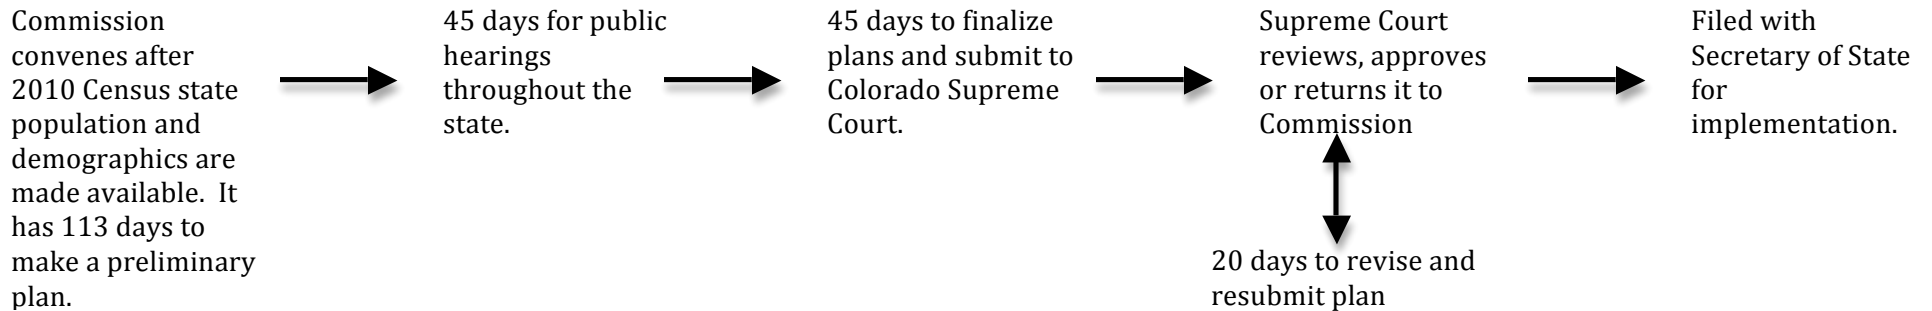 Commission
convenes after
2010 Census state
population and
demographics are
made available.  It
has 113 days to
make a preliminary
plan.
45 days for public
hearings
throughout the
state.
45 days to finalize
plans and submit to
Colorado Supreme
Court.
Supreme Court
reviews, approves
or returns it to
Commission
20 days to revise and
resubmit plan
Filed with
Secretary of State
for
implementation.